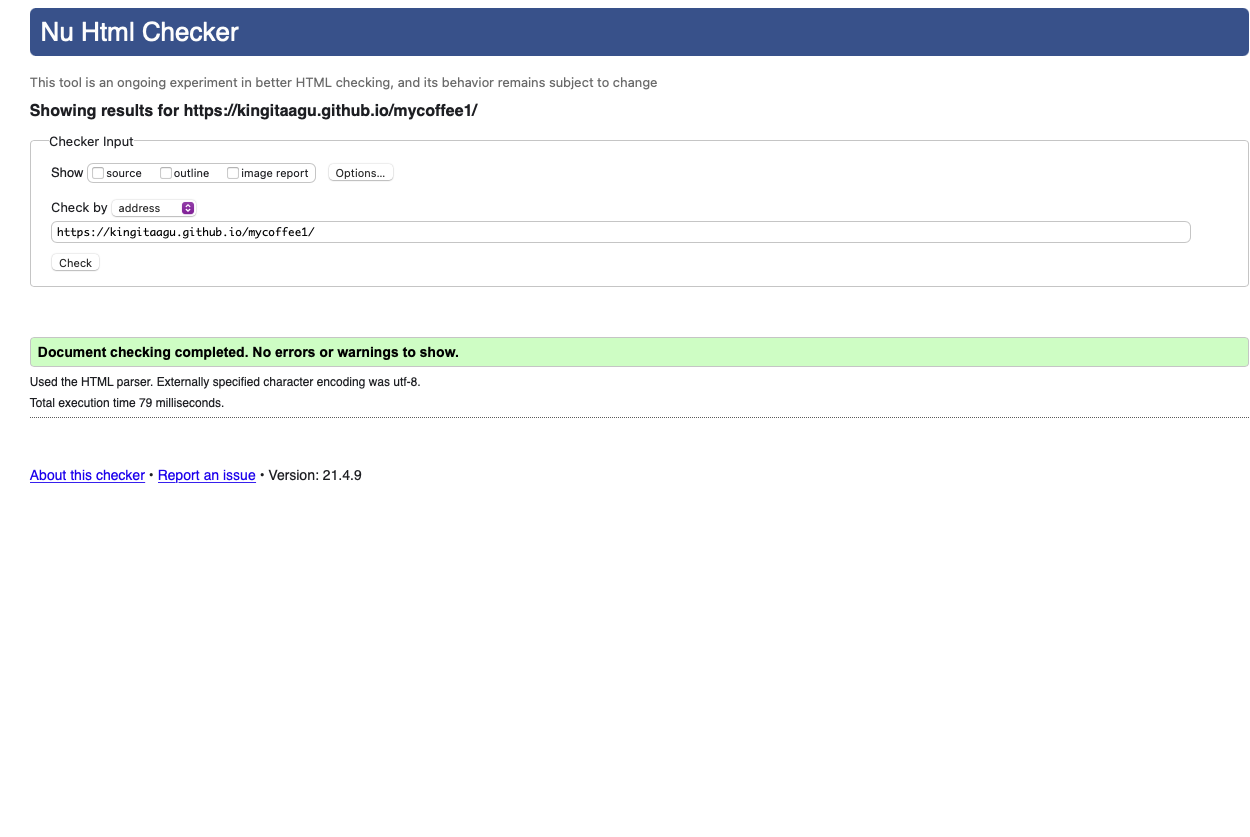 Nu Html Checker
This tool is an ongoing experiment in better HTML checking, and its behavior remains subject to change
Showing results for https://kingitaagu.github.io/mycoffee1/
Checker Input
Show source outline image report Options...
Check by address
https://kingitaagu.github.io/mycoffee1/
Check
Document checking completed. No errors or warnings to show.
Used the HTML parser. Externally specified character encoding was utf-8.
Total execution time 79 milliseconds.
About this checker • Report an issue • Version: 21.4.9